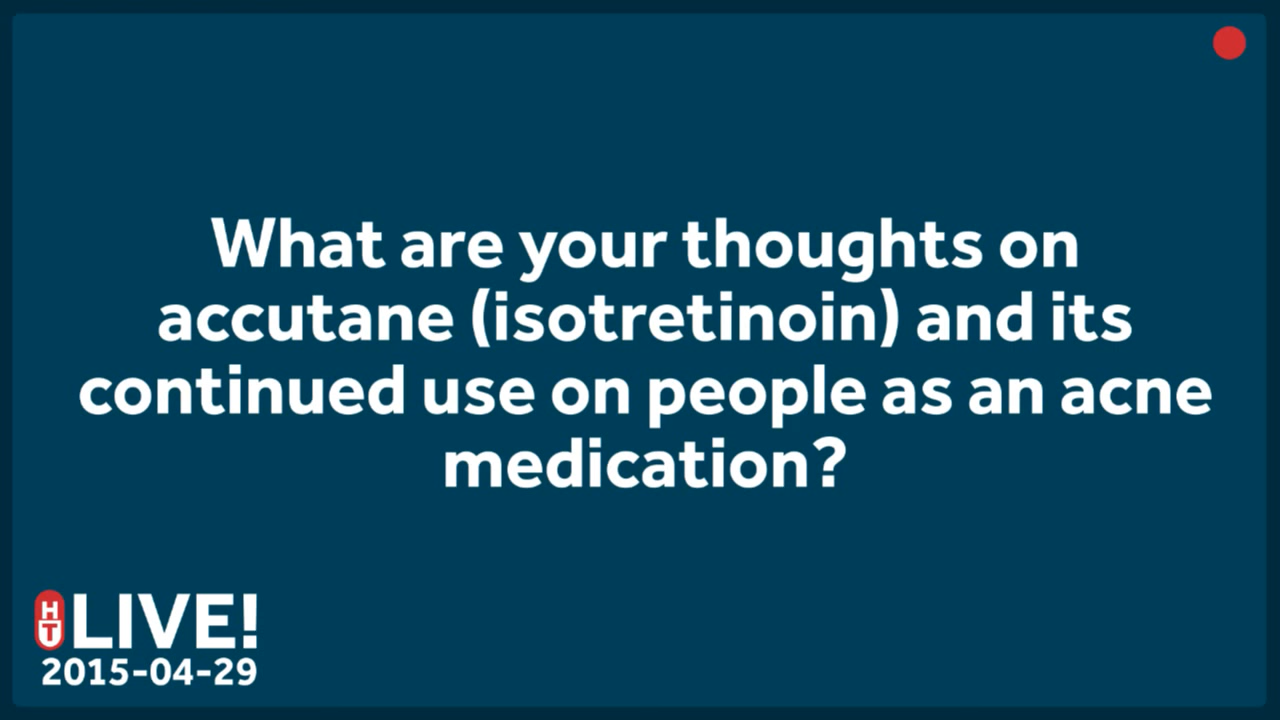 What are your thoughts on
accutane (isotretinoin) and its
continued use on people as an acne
medication?
HT LIVE!
2015-04-29